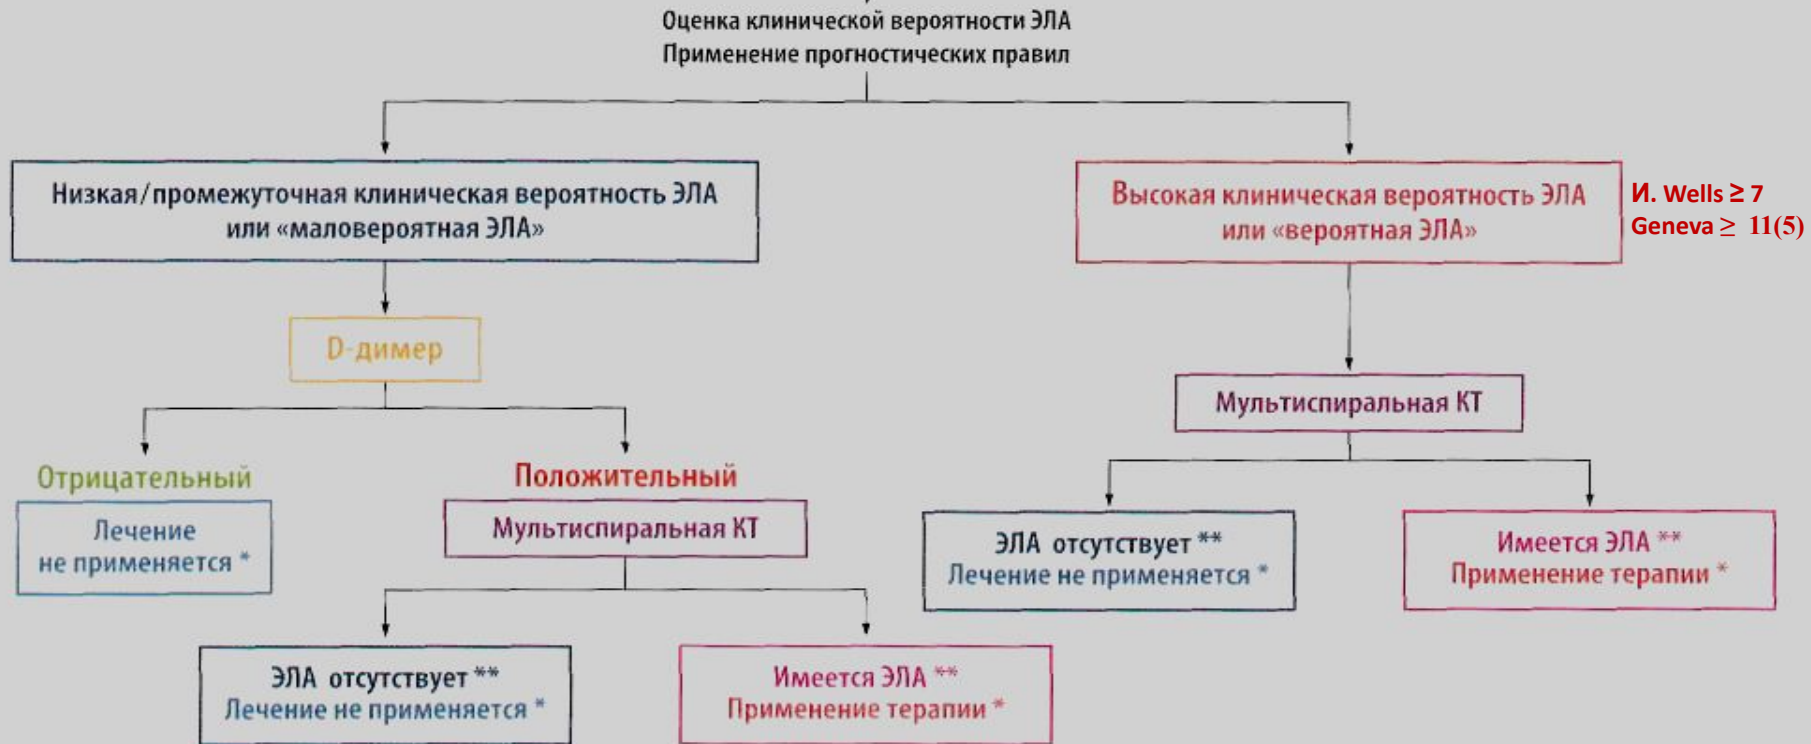 Оценка клинической вероятности ЭЛА
Применение прогностических правил
Низкая/промежуточная клиническая вероятность ЭЛА
или «маловероятная ЭЛА»
Высокая клиническая вероятность ЭЛА
или «вероятная ЭЛА»
И. Wells ≥ 7
Geneva ≥ 11(5)
D-димер
Мультиспиральная КТ
Отрицательный
Лечение
не применяется *
Положительный
Мультиспиральная КТ
ЭЛА отсутствует **
Лечение не применяется *
Имеется ЭЛА **
Применение терапии *
ЭЛА отсутствует **
Лечение не применяется *
Имеется ЭЛА **
Применение терапии *